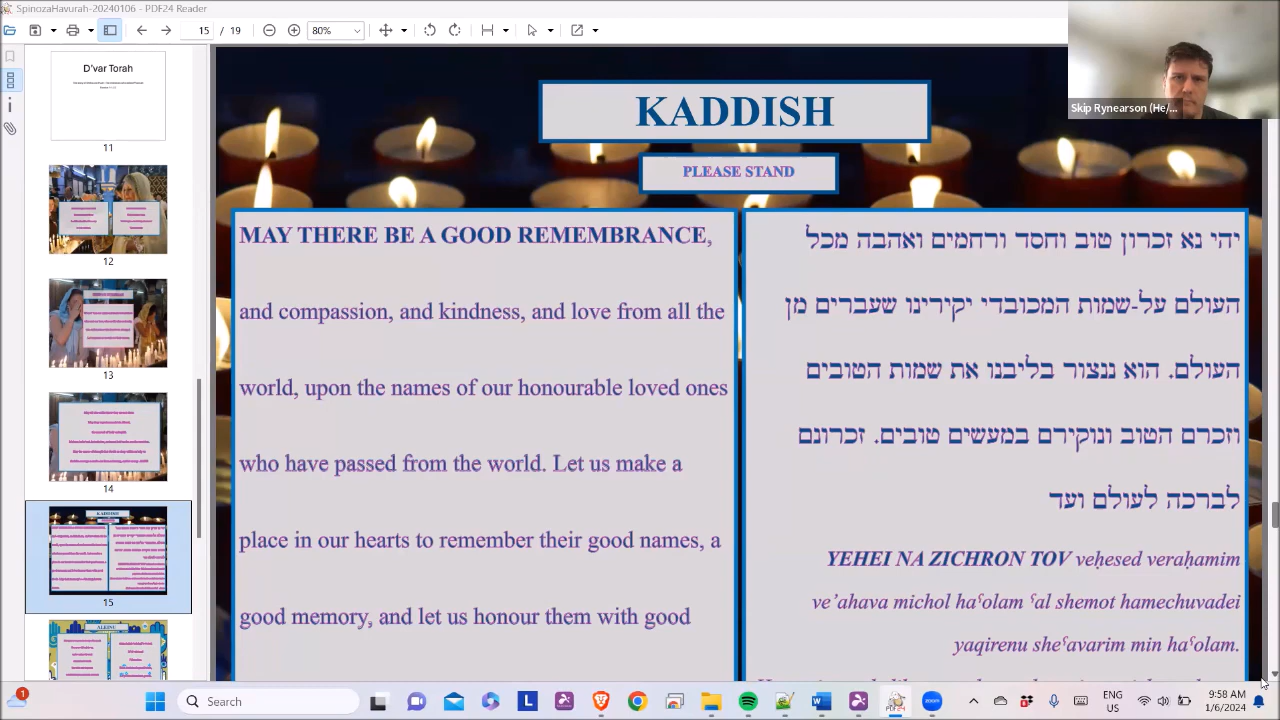 SpinozaHavurah-20240106 - PDF24 Reader
15 / 19
80%
D'var Torah
11
12
13
14
15
ALEINU
KADDISH
PLEASE STAND
MAY THERE BE A GOOD REMEMBRANCE,
and compassion, and kindness, and love from all the
world, upon the names of our honourable loved ones
who have passed from the world. Let us make a
place in our hearts to remember their good names, a
good memory, and let us honour them with good
יהי נא זכרון טוב וחסד ורחמים ואהבה מכל
העולם על-שמות המכובדי יקירינו שעברים מן
העולם. הוא ננצור בליבנו את שמות הטובים
וזכרם הטוב ונוקירם במעשים טובים. זכרונם
לברכה לעולם ועד
YEHEI NA ZICHRON TOV veḥesed veraḥamim
ve'ahava michol haˤolam ˤal shemot hamechuvadei
yaqirenu sheˤavarim min haˤolam.
Skip Rynearson (He/...
1
Search
ENG
US
9:58 AM
1/6/2024